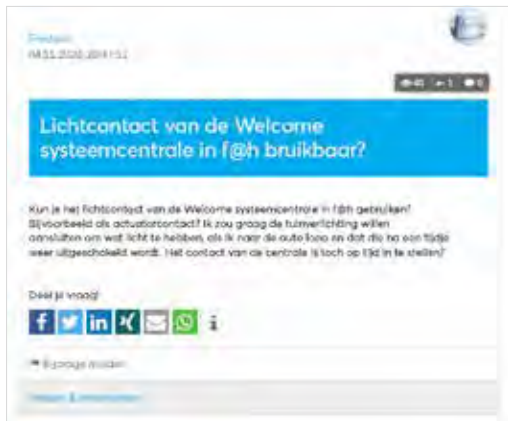 Lichtcontact van de Welcome
systeemcentrale in f@h bruikbaar?
Kun je het lichtcontact van de Welcome systeemcentrale in f@h gebruiken?
Bijvoorbeeld als actuatorcontact? Ik zou graag de tuinverlichting willen
aansluiten om wat licht te hebben, als ik naar de auto loop en dat die na een tijdje
weer uitgeschakeld wordt. Het contact van de centrale is toch op tijd in te stellen?
Deel je vraag!
Bijdrage melden